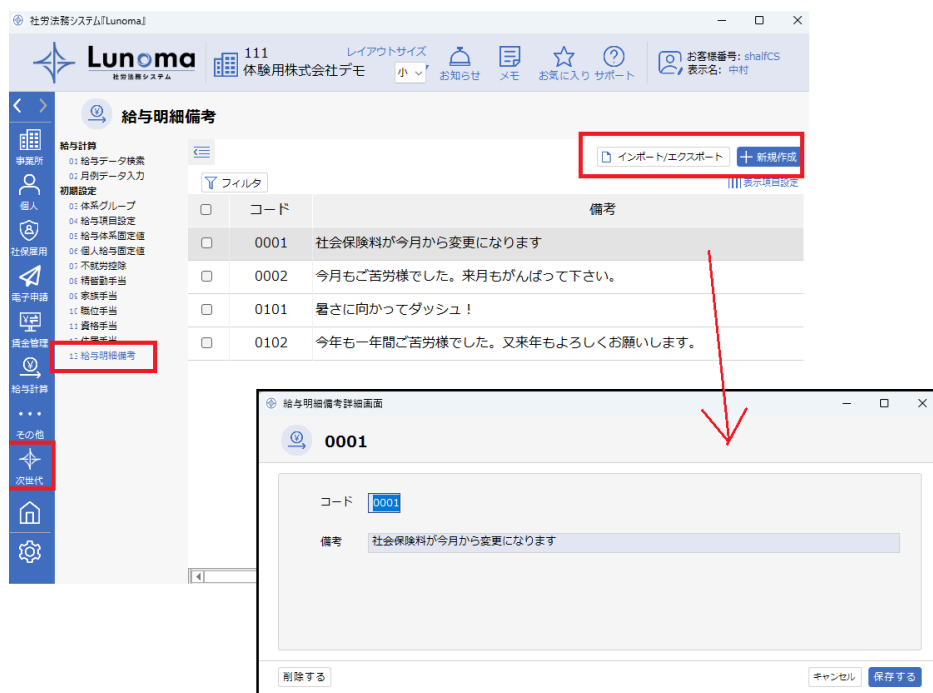 社労法務システム『Lunoma』
Lunoma
社労法務システム
111
体験用株式会社デモ
レイアウトサイズ
小
お知らせ
メモ
お気に入り
サポート
お客様番号: shalfCS
表示名: 中村
事業所
個人
社保雇用
電子申請
賃金管理
給与計算
その他
次世代
給与明細備考
給与計算
01 給与データ検索
02 月例データ入力
初期設定
03 体系グループ
04 給与項目設定
05 給与体系固定値
06 個人給与固定値
07 不就労控除
08 精皆勤手当
09 家族手当
10 職位手当
11 資格手当
12 住居手当
13 給与明細備考
インポート/エクスポート
新規作成
フィルタ
表示項目設定
コード
備考
0001
社会保険料が今月から変更になります
0002
今月もご苦労様でした。来月もがんばって下さい。
0101
暑さに向かってダッシュ！
0102
今年も一年間ご苦労様でした。又来年もよろしくお願いします。
給与明細備考詳細画面
0001
コード
0001
備考
社会保険料が今月から変更になります
削除する
キャンセル
保存する